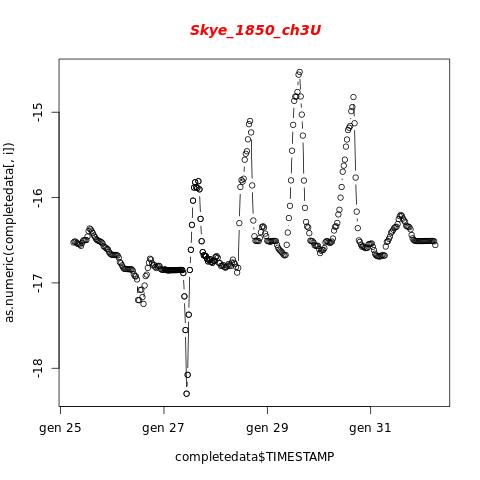 Skye_1850_ch3U
as.numeric(completedata[, i])
-15
-16
-17
-18
gen 25
gen 27
gen 29
gen 31
completedata$TIMESTAMP